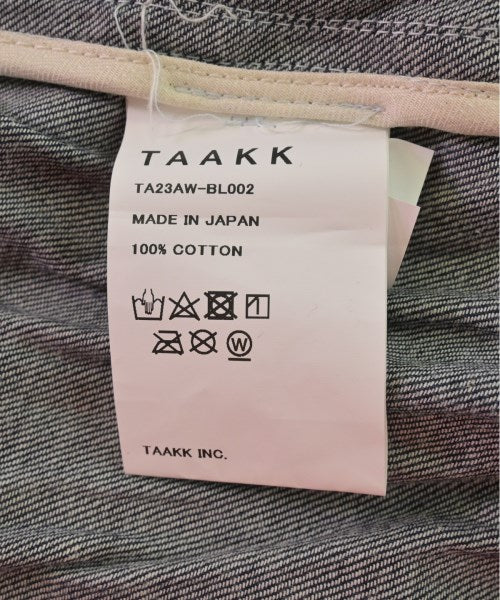 TAAKK
TA23AW-BL002
MADE IN JAPAN
100% COTTON
W
TAAKK INC.